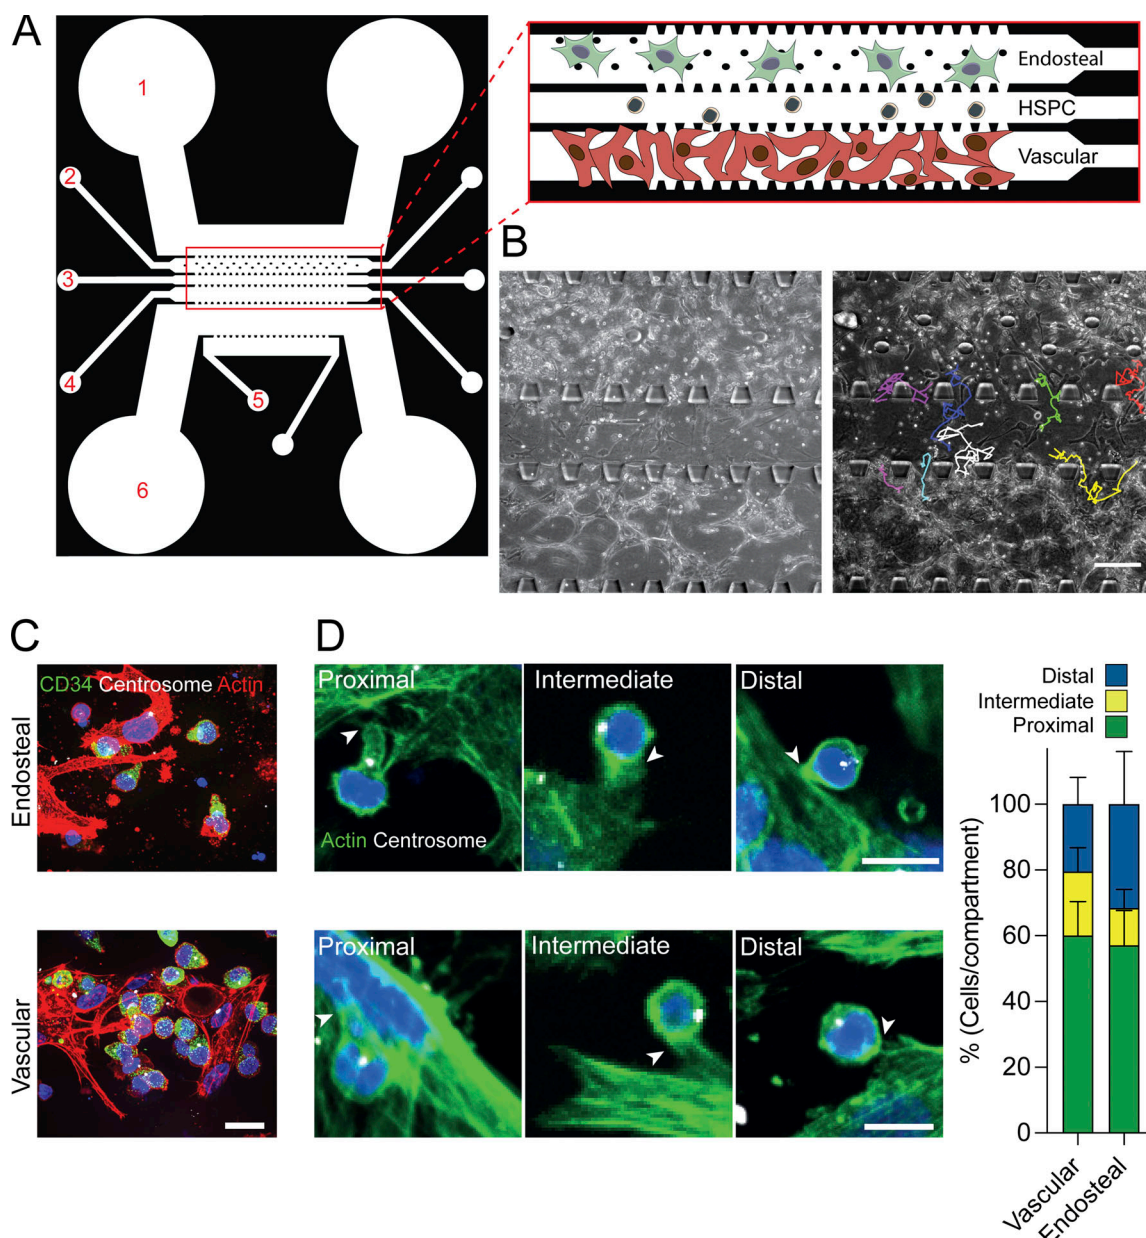 A
1
2
3
4
5
6
Endosteal
HSPC
Vascular
B
C
CD34 Centrosome Actin
Endosteal
Vascular
D
Proximal
Intermediate
Distal
Actin Centrosome
Proximal
Intermediate
Distal
Distal
Intermediate
Proximal
% (Cells/compartment)
100
80
60
40
20
0
Vascular
Endosteal